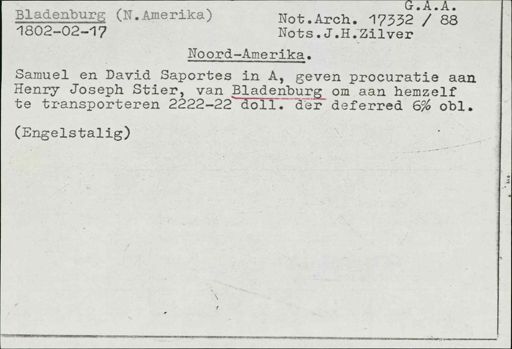 G.A.A.
Bladenburg (N.Amerika)
Not.Arch. 17332 / 88
1802-02-17
Nots.J.H.Zilver
Noord-Amerika.
Samuel en David Saportes in A, geven procuratie aan
Henry Joseph Stier, van Bladenburg om aan hemzelf
te transporteren 2222-22 doll. der deferred 6% obl.
(Engelstalig)